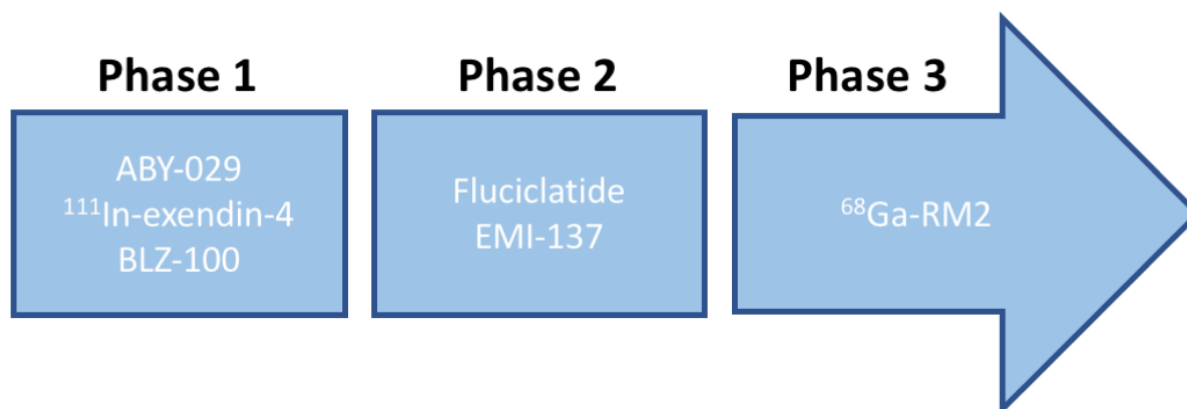 Phase 1
ABY-029
¹¹¹In-exendin-4
BLZ-100
Phase 2
Fluciclatide
EMI-137
Phase 3
⁶⁸Ga-RM2